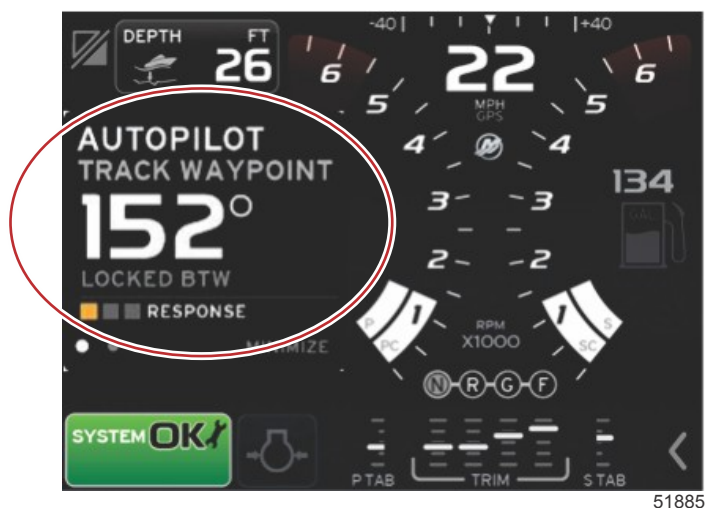 DEPTH FT
26
-40 +40
22
MPH
GPS
6 6
5 5
4 4
3 3
2 2
1 1
P S
PC SC
RPM
X1000
134
GAL
AUTOPILOT
TRACK WAYPOINT
152°
LOCKED BTW
RESPONSE
MINIMIZE
N R G F
SYSTEM OK
P TAB TRIM S TAB
51885